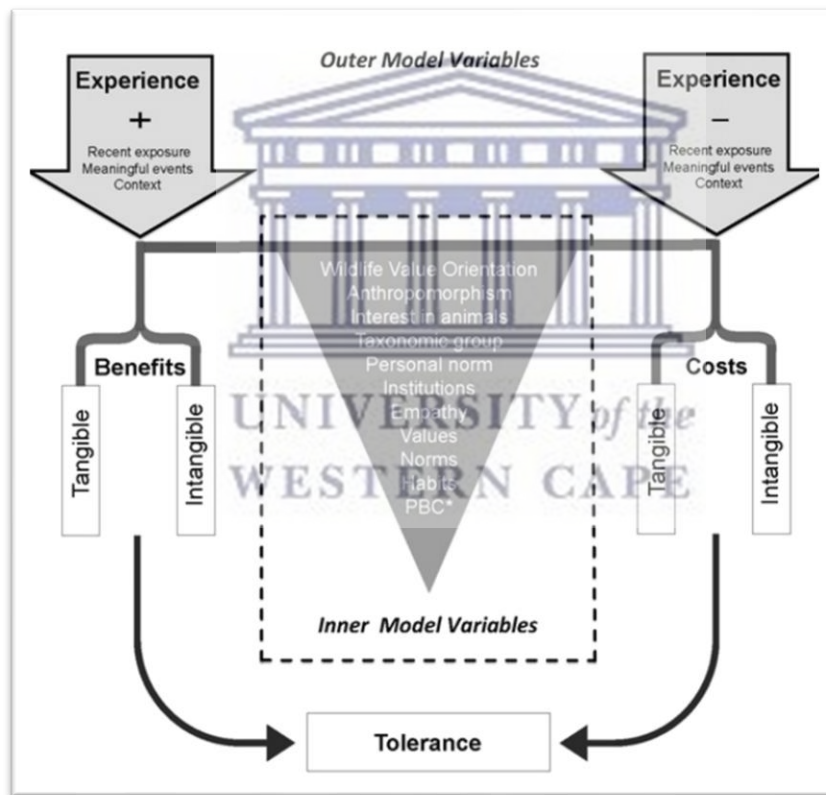 Outer Model Variables
Experience
+
Recent exposure
Meaningful events
Context
Experience
−
Recent exposure
Meaningful events
Context
Wildlife Value Orientation
Anthropomorphism
Interest in animals
Taxonomic group
Personal norm
Institutions
Empathy
Values
Norms
Habits
PBC*
Benefits
Tangible
Intangible
Costs
Tangible
Intangible
UNIVERSITY of the
WESTERN CAPE
Inner Model Variables
Tolerance